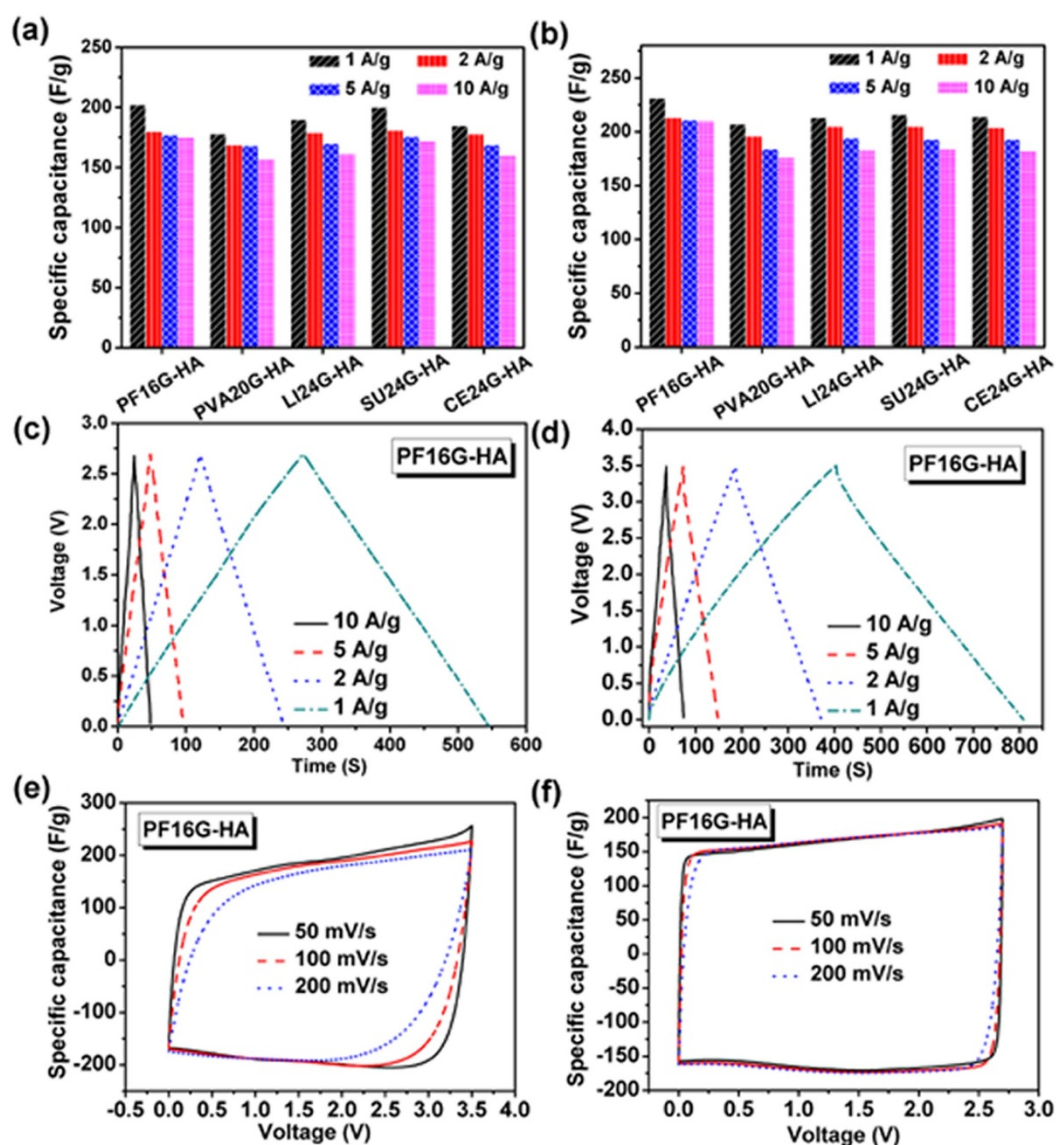 (a)
250
200
150
100
50
0
Specific capacitance (F/g)
1 A/g 2 A/g
5 A/g 10 A/g
PF16G-HA PVA20G-HA LI24G-HA SU24G-HA CE24G-HA
(b)
250
200
150
100
50
0
Specific capacitance (F/g)
1 A/g 2 A/g
5 A/g 10 A/g
PF16G-HA PVA20G-HA LI24G-HA SU24G-HA CE24G-HA
(c)
3.0
2.5
2.0
1.5
1.0
0.5
0.0
Voltage (V)
PF16G-HA
10 A/g
5 A/g
2 A/g
1 A/g
0 100 200 300 400 500 600
Time (S)
(d)
4.0
3.5
3.0
2.5
2.0
1.5
1.0
0.5
0.0
Voltage (V)
PF16G-HA
10 A/g
5 A/g
2 A/g
1 A/g
0 100 200 300 400 500 600 700 800
Time (S)
(e)
300
200
100
0
-100
-200
Specific capacitance (F/g)
PF16G-HA
50 mV/s
100 mV/s
200 mV/s
-0.5 0.0 0.5 1.0 1.5 2.0 2.5 3.0 3.5 4.0
Voltage (V)
(f)
200
150
100
50
0
-50
-100
-150
-200
Specific capacitance (F/g)
PF16G-HA
50 mV/s
100 mV/s
200 mV/s
0.0 0.5 1.0 1.5 2.0 2.5 3.0
Voltage (V)